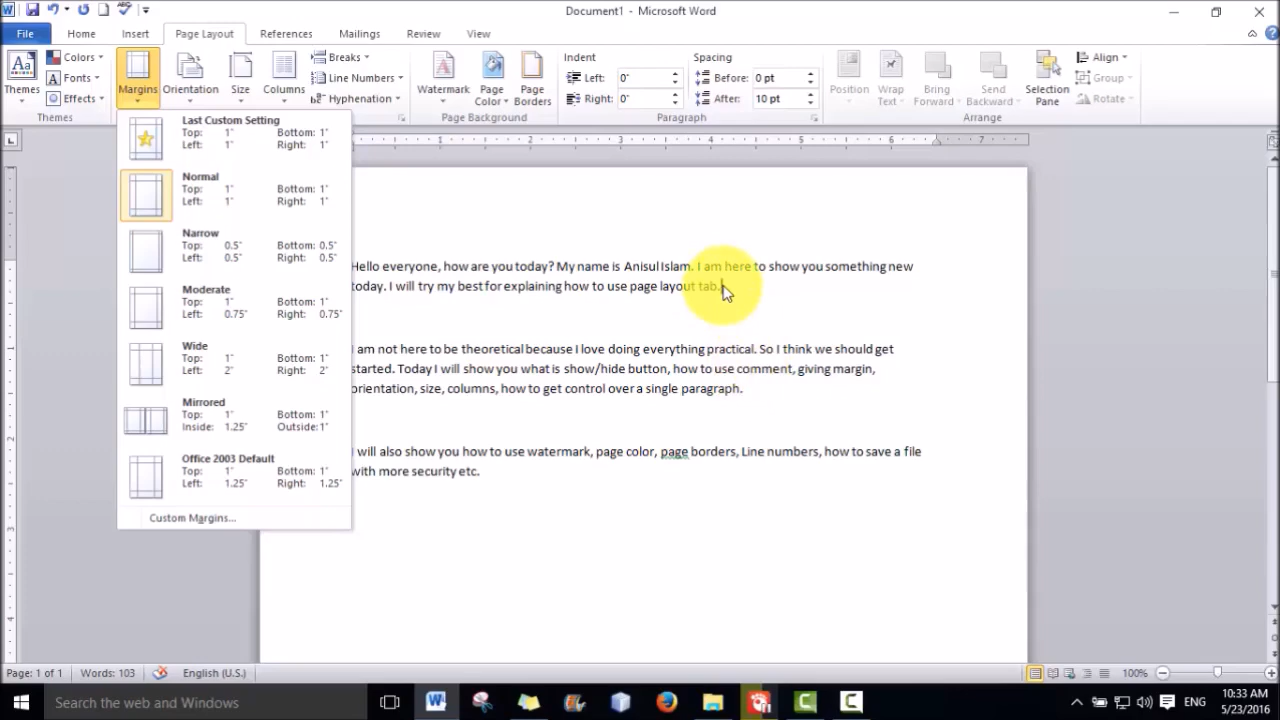 Document1 - Microsoft Word
File Home Insert Page Layout References Mailings Review View
Themes
Colors
Fonts
Effects
Themes
Margins
Orientation
Size
Columns
Breaks
Line Numbers
Hyphenation
Watermark
Page Color
Page Borders
Page Background
Indent
Left: 0"
Right: 0"
Spacing
Before: 0 pt
After: 10 pt
Paragraph
Position
Wrap Text
Bring Forward
Send Backward
Selection Pane
Align
Group
Rotate
Arrange
Last Custom Setting
Top: 1" Bottom: 1"
Left: 1" Right: 1"
Normal
Top: 1" Bottom: 1"
Left: 1" Right: 1"
Narrow
Top: 0.5" Bottom: 0.5"
Left: 0.5" Right: 0.5"
Moderate
Top: 1" Bottom: 1"
Left: 0.75" Right: 0.75"
Wide
Top: 1" Bottom: 1"
Left: 2" Right: 2"
Mirrored
Top: 1" Bottom: 1"
Inside: 1.25" Outside: 1"
Office 2003 Default
Top: 1" Bottom: 1"
Left: 1.25" Right: 1.25"
Custom Margins...
1 2 3 4 5 6 7
Hello everyone, how are you today? My name is Anisul Islam. I am here to show you something new
today. I will try my best for explaining how to use page layout tab.
I am not here to be theoretical because I love doing everything practical. So I think we should get
started. Today I will show you what is show/hide button, how to use comment, giving margin,
orientation, size, columns, how to get control over a single paragraph.
I will also show you how to use watermark, page color, page borders, Line numbers, how to save a file
with more security etc.
Page: 1 of 1 Words: 103 English (U.S.) 100%
Search the web and Windows
ENG
10:33 AM
5/23/2016